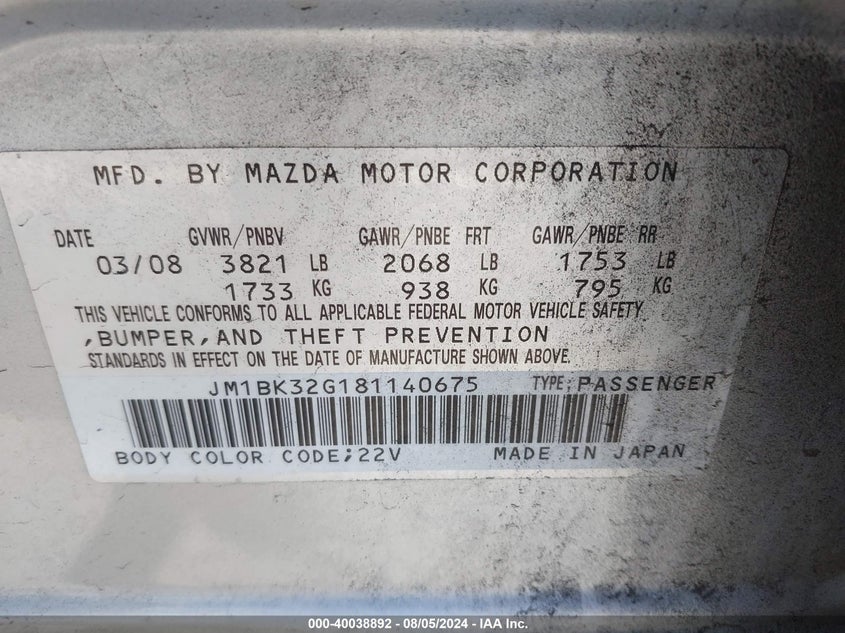 MFD. BY MAZDA MOTOR CORPORATION
DATE GVWR/PNBV GAWR/PNBE FRT GAWR/PNBE RR
03/08 3821 LB 2068 LB 1753 LB
1733 KG 938 KG 795 KG
THIS VEHICLE CONFORMS TO ALL APPLICABLE FEDERAL MOTOR VEHICLE SAFETY
,BUMPER,AND THEFT PREVENTION
STANDARDS IN EFFECT ON THE DATE OF MANUFACTURE SHOWN ABOVE.
JM1BK32G181140675 TYPE;PASSENGER
BODY COLOR CODE;22V MADE IN JAPAN
000-40038892 - 08/05/2024 - IAA Inc.